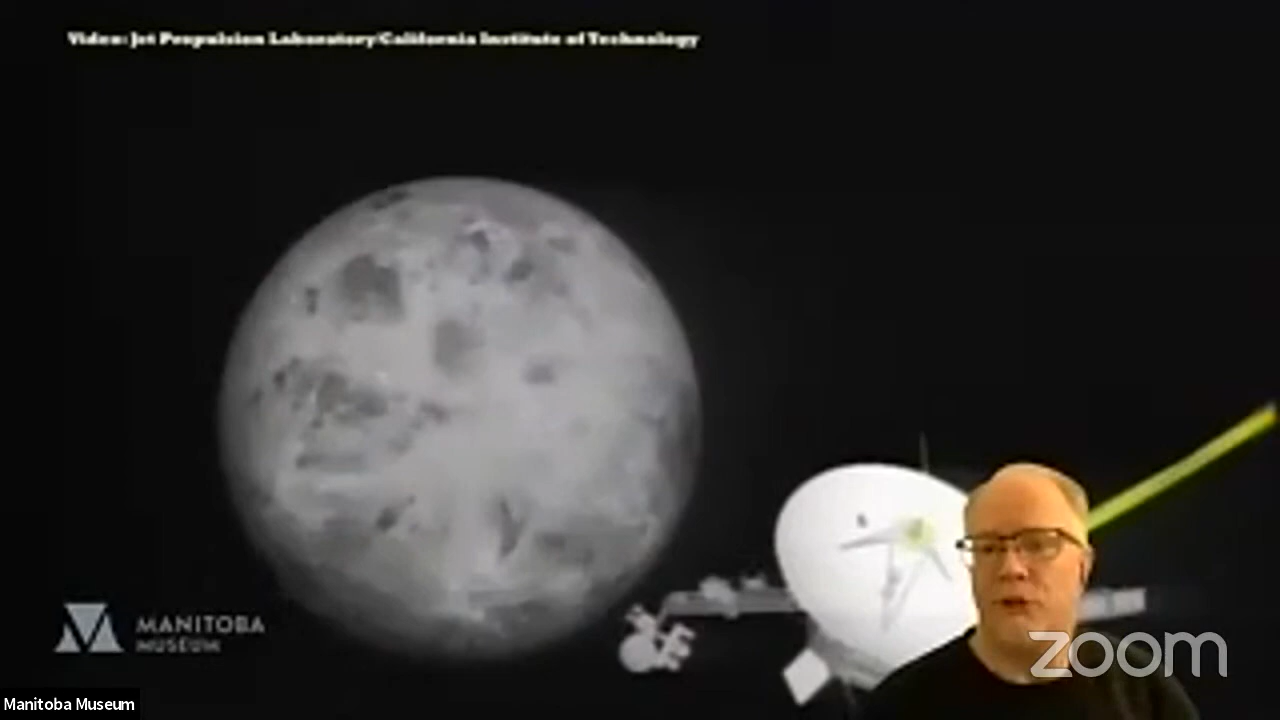 Video: Jet Propulsion Laboratory/California Institute of Technology
MANITOBA
MUSEUM
zoom
Manitoba Museum